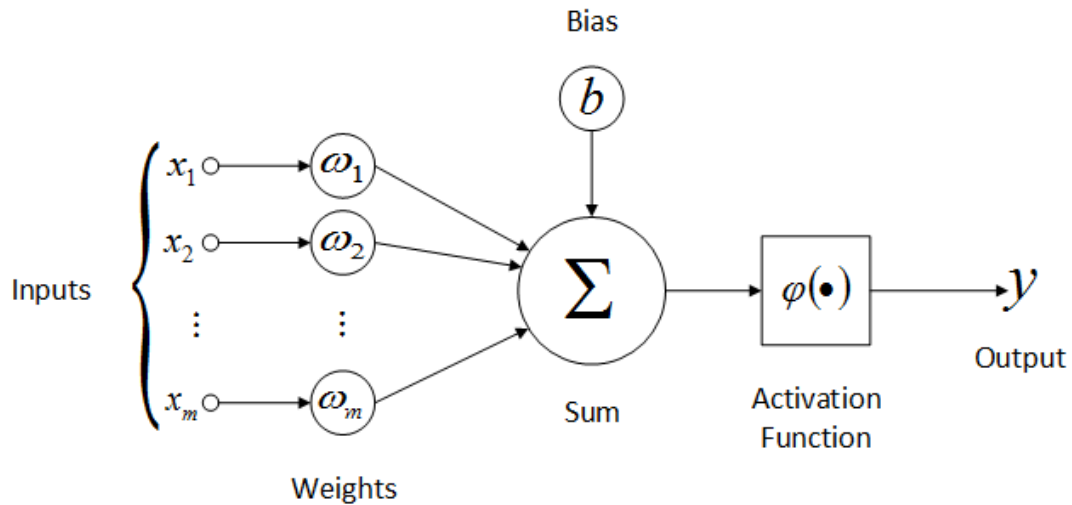 Bias
b
x₁ ω₁
x₂ ω₂
Inputs
⋮ ⋮
Σ
φ(•)
y
Output
xₘ ωₘ
Sum
Activation
Function
Weights